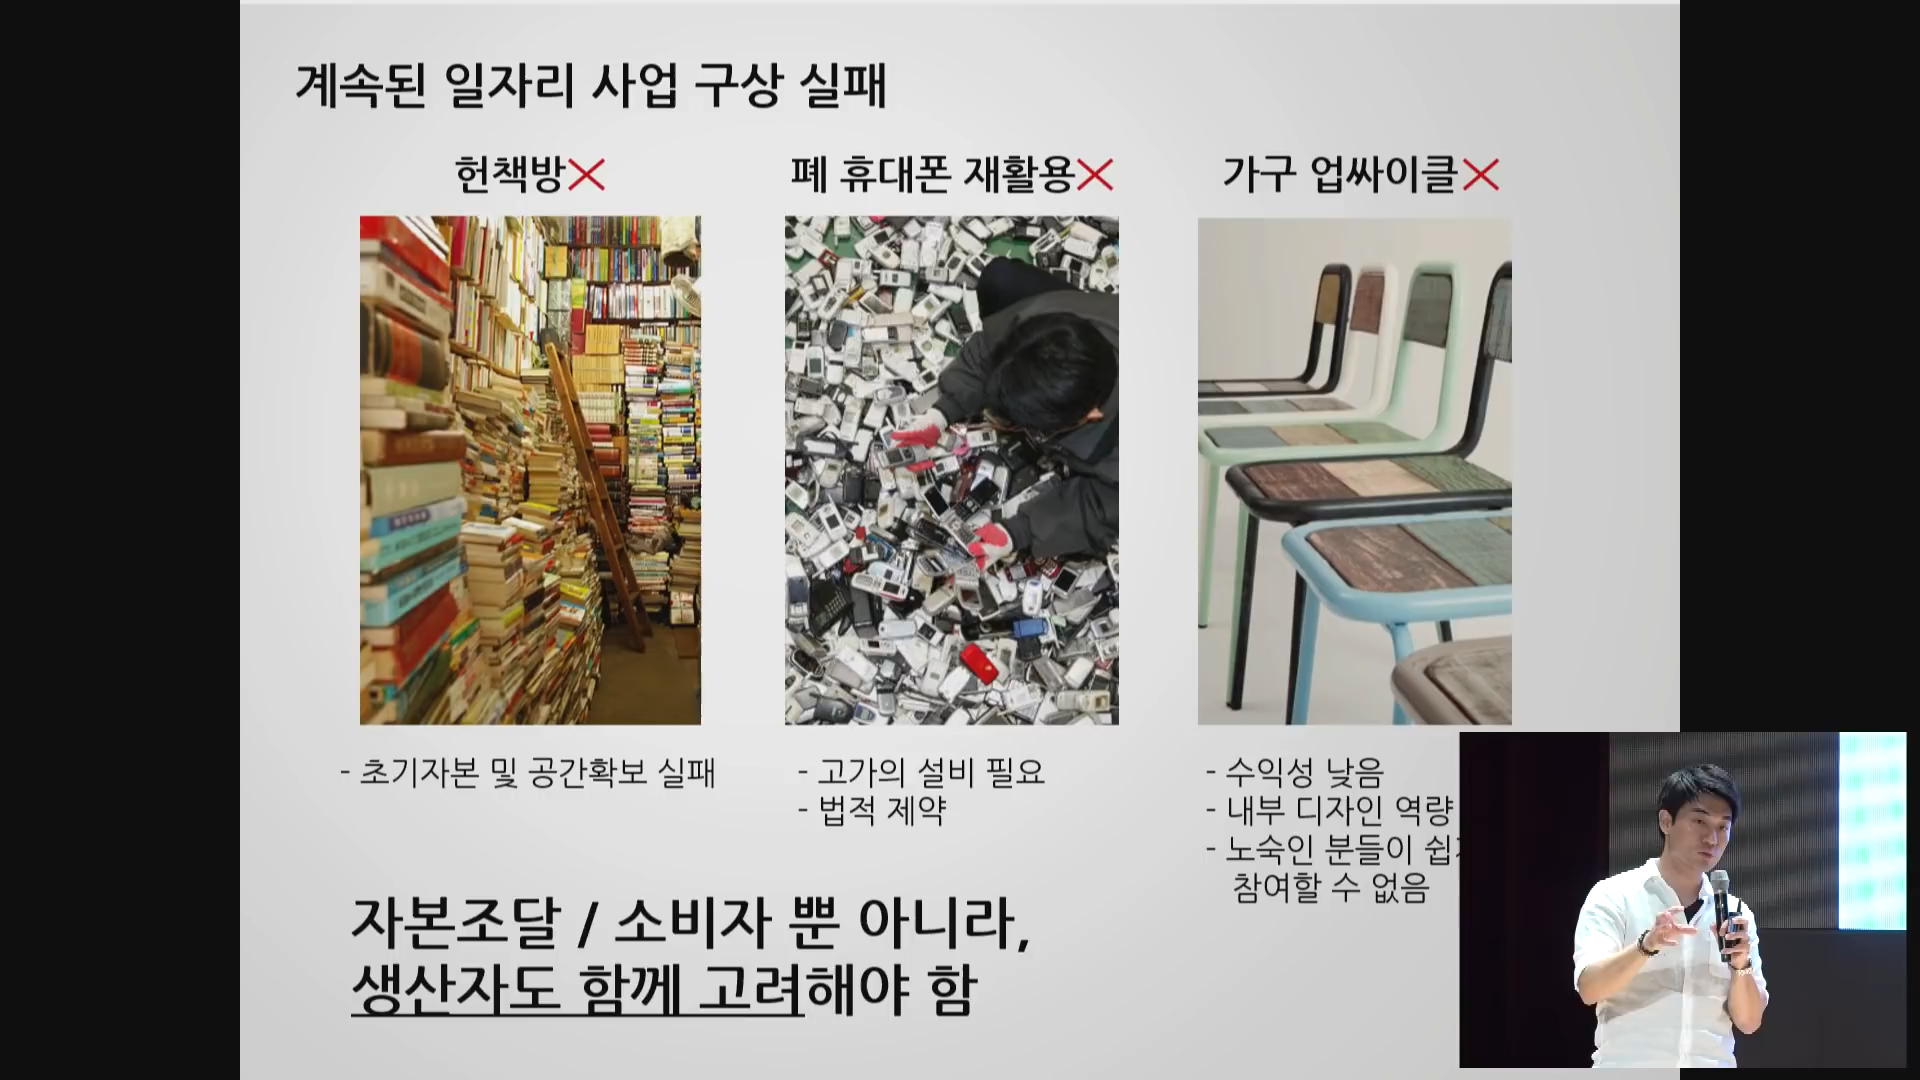 계속된 일자리 사업 구상 실패
헌책방
폐 휴대폰 재활용
가구 업싸이클
- 초기자본 및 공간확보 실패
- 고가의 설비 필요
- 법적 제약
- 수익성 낮음
- 내부 디자인 역량
- 노숙인 분들이
참여할 수 없음
자본조달 / 소비자 뿐 아니라,
생산자도 함께 고려해야 함